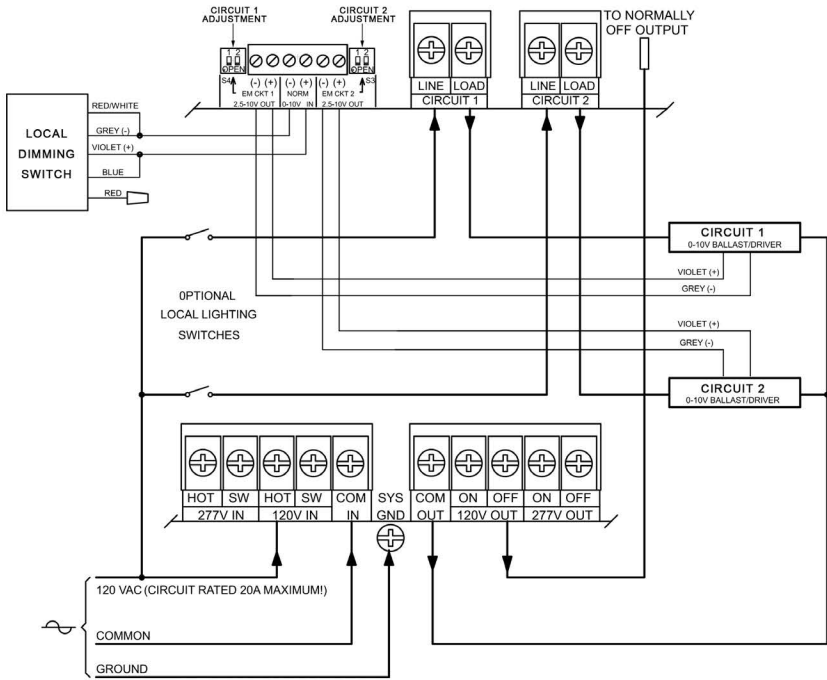 CIRCUIT 1
ADJUSTMENT
CIRCUIT 2
ADJUSTMENT
TO NORMALLY
OFF OUTPUT
1 2
OPEN
1 2
OPEN
S4
(-) (+) (-) (+) (-) (+)
S3
EM CKT 1
NORM
EM CKT 2
2.5-10V OUT
0-10V IN
2.5-10V OUT
LINE LOAD
CIRCUIT 1
LINE LOAD
CIRCUIT 2
LOCAL
DIMMING
SWITCH
RED/WHITE
GREY (-)
VIOLET (+)
BLUE
RED
CIRCUIT 1
0-10V BALLAST/DRIVER
VIOLET (+)
GREY (-)
0PTIONAL
LOCAL LIGHTING
SWITCHES
VIOLET (+)
GREY (-)
CIRCUIT 2
0-10V BALLAST/DRIVER
HOT SW HOT SW COM
277V IN 120V IN IN
SYS
GND
COM ON OFF ON OFF
OUT 120V OUT 277V OUT
120 VAC (CIRCUIT RATED 20A MAXIMUM!)
COMMON
GROUND